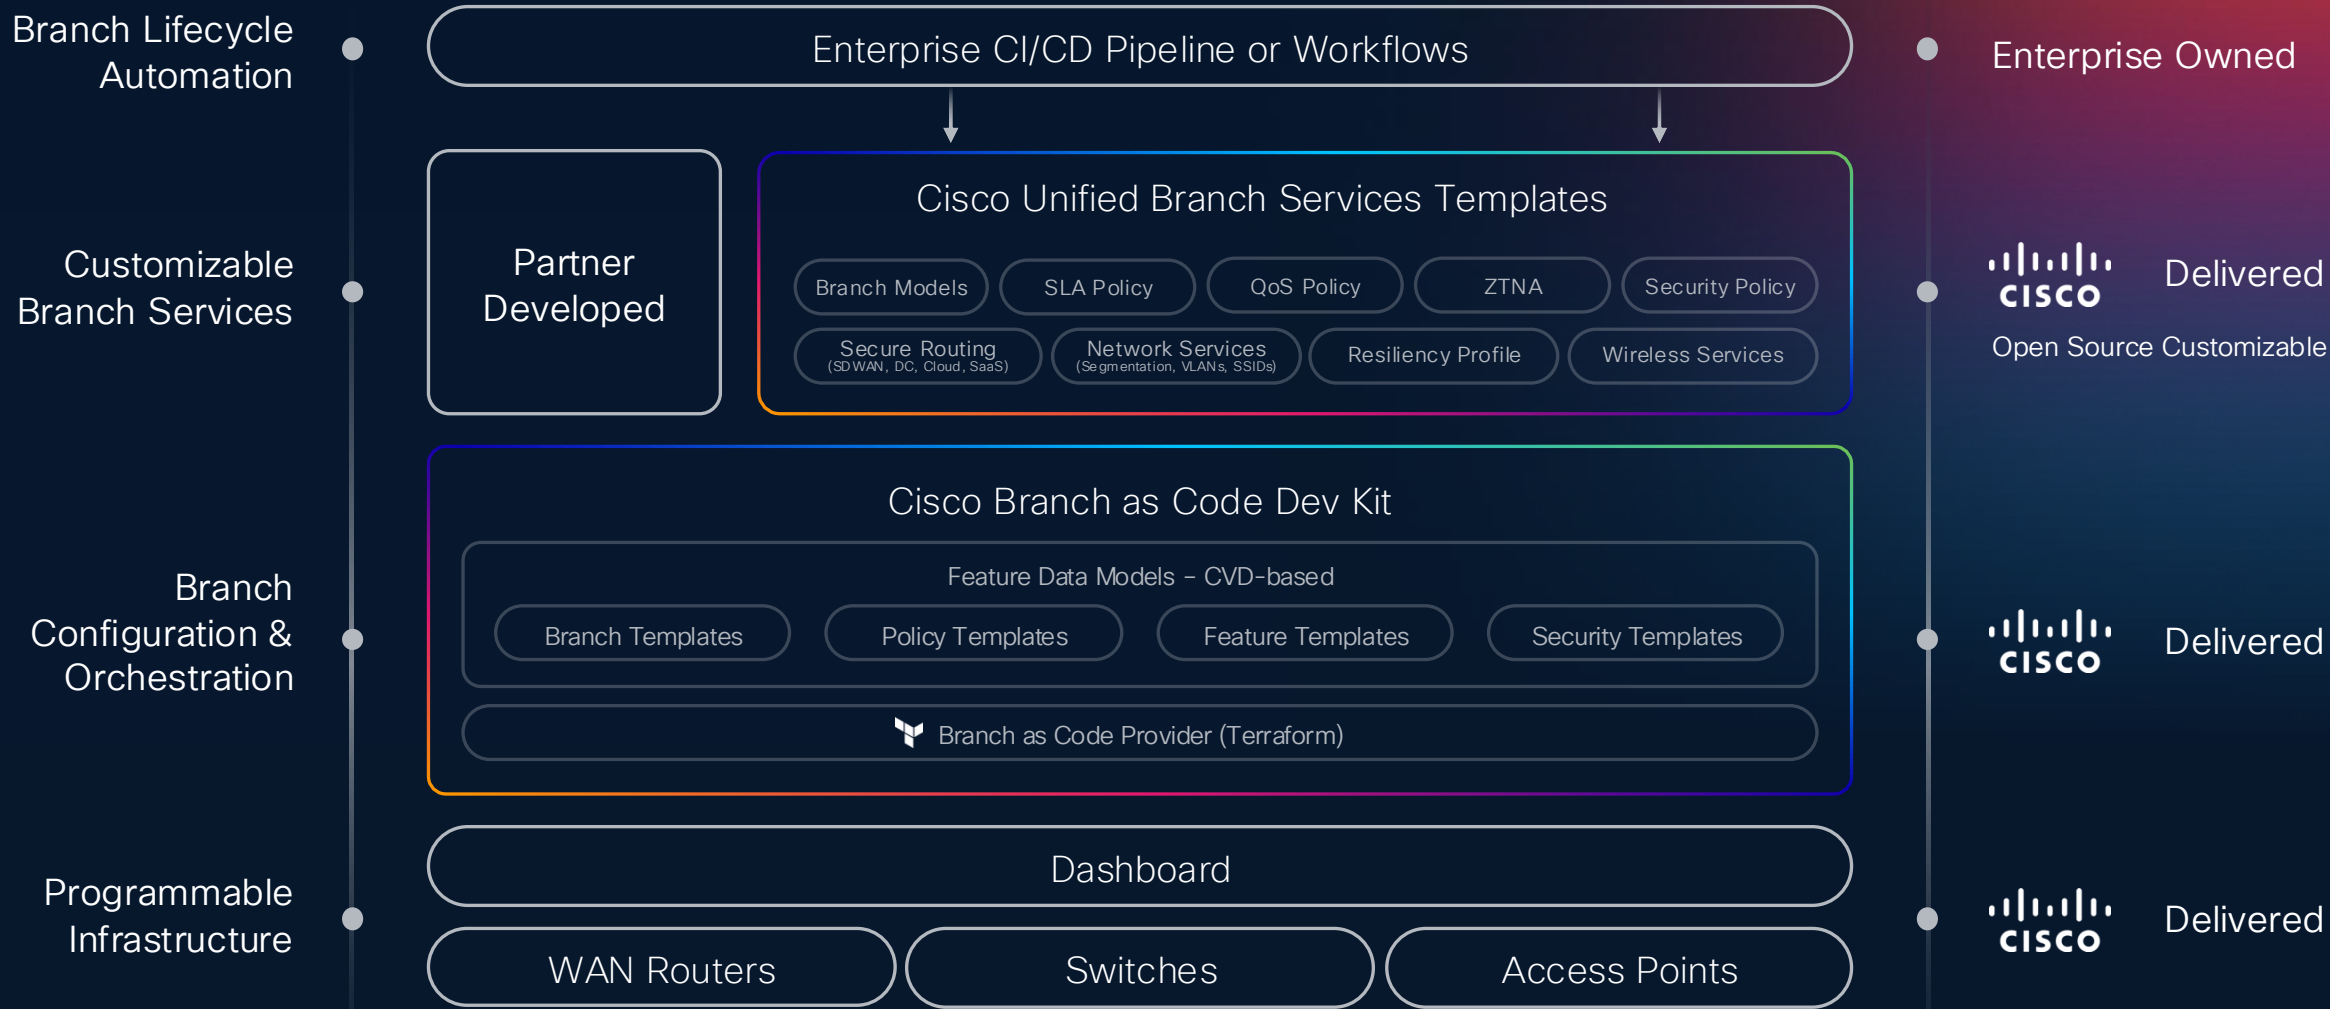 Branch Lifecycle
Automation
Enterprise CI/CD Pipeline or Workflows
Enterprise Owned
Customizable
Branch Services
Partner
Developed
Cisco Unified Branch Services Templates
Branch Models
SLA Policy
QoS Policy
ZTNA
Security Policy
Secure Routing
(SDWAN, DC, Cloud, SaaS)
Network Services
(Segmentation, VLANs, SSIDs)
Resiliency Profile
Wireless Services
CISCO
Delivered
Open Source Customizable
Branch
Configuration &
Orchestration
Cisco Branch as Code Dev Kit
Feature Data Models – CVD-based
Branch Templates
Policy Templates
Feature Templates
Security Templates
Branch as Code Provider (Terraform)
CISCO
Delivered
Programmable
Infrastructure
Dashboard
WAN Routers
Switches
Access Points
CISCO
Delivered